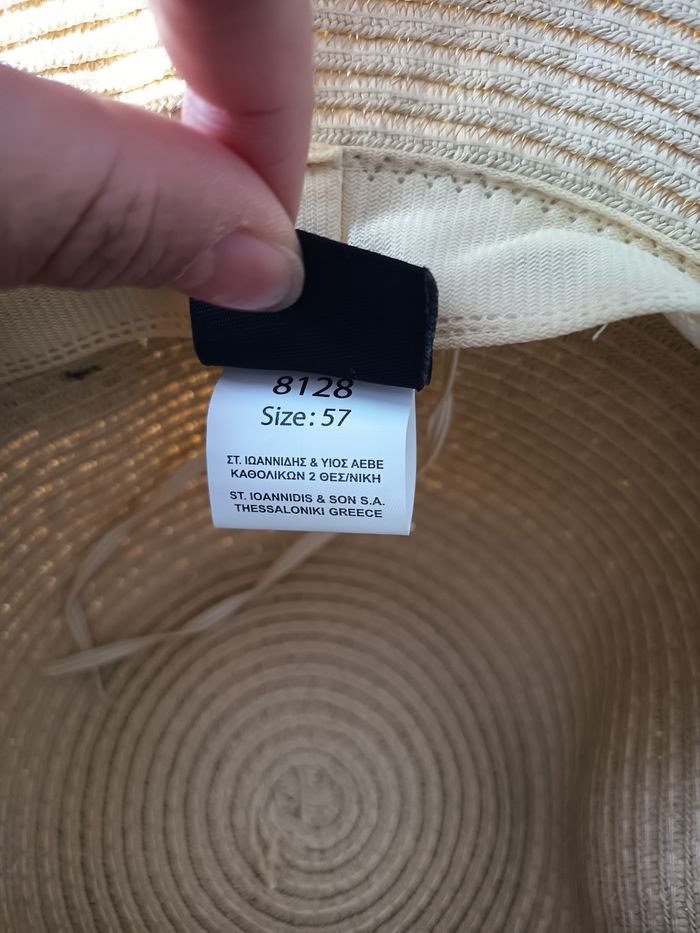 8128
Size: 57
ΣΤ. ΙΩΑΝΝΙΔΗΣ & ΥΙΟΣ ΑΕΒΕ
ΚΑΘΟΛΙΚΩΝ 2 ΘΕΣ/ΝΙΚΗ
ST. IOANNIDIS & SON S.A.
THESSALONIKI GREECE